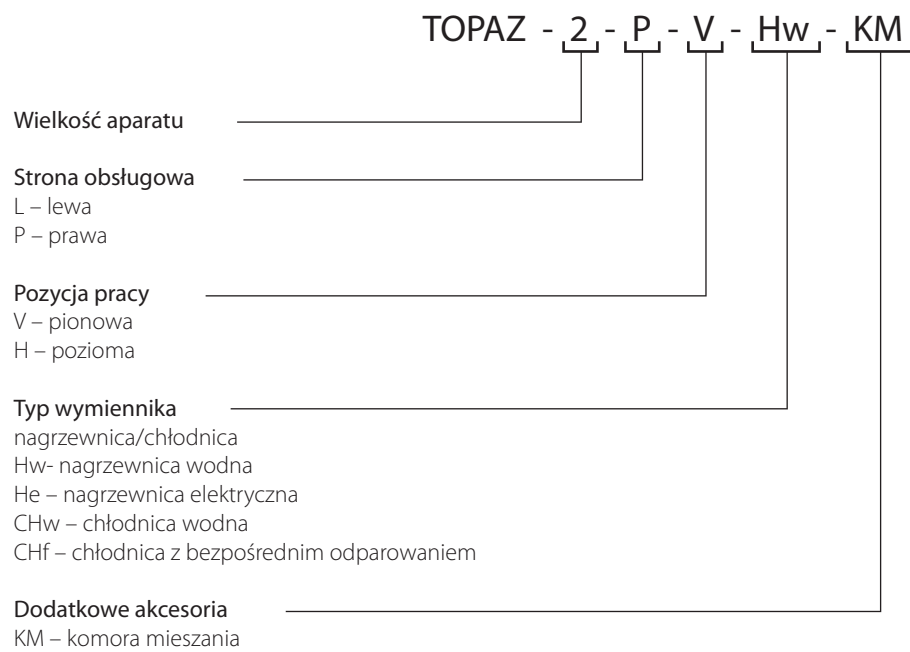 TOPAZ - 2 - P - V - Hw - KM
Wielkość aparatu
Strona obsługowa
L – lewa
P – prawa
Pozycja pracy
V – pionowa
H – pozioma
Typ wymiennika
nagrzewnica/chłodnica
Hw- nagrzewnica wodna
He – nagrzewnica elektryczna
CHw – chłodnica wodna
CHf – chłodnica z bezpośrednim odparowaniem
Dodatkowe akcesoria
KM – komora mieszania